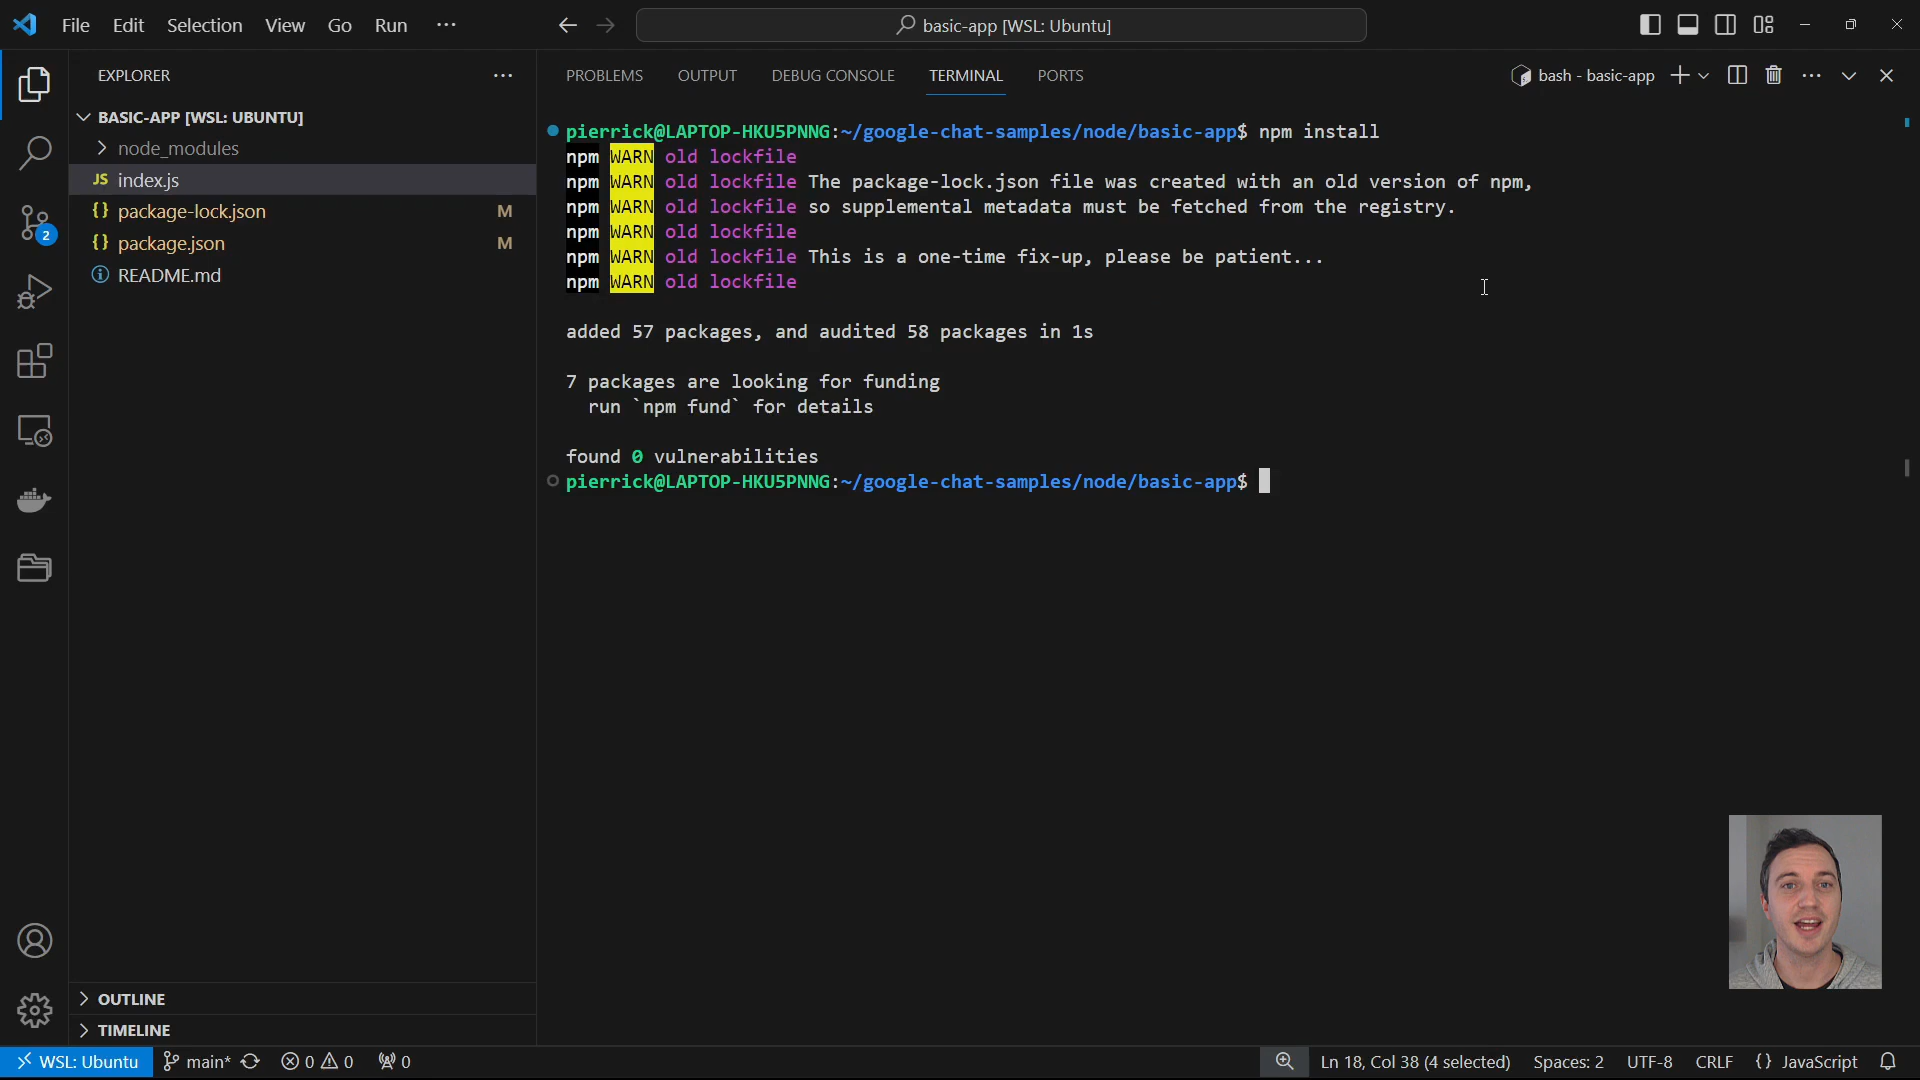 File Edit Selection View Go Run ...
basic-app [WSL: Ubuntu]
EXPLORER
PROBLEMS OUTPUT DEBUG CONSOLE TERMINAL PORTS
bash - basic-app
BASIC-APP [WSL: UBUNTU]
node_modules
JS index.js
{} package-lock.json M
{} package.json M
README.md
2
pierrick@LAPTOP-HKU5PNNG:~/google-chat-samples/node/basic-app$ npm install
npm WARN old lockfile
npm WARN old lockfile The package-lock.json file was created with an old version of npm,
npm WARN old lockfile so supplemental metadata must be fetched from the registry.
npm WARN old lockfile
npm WARN old lockfile This is a one-time fix-up, please be patient...
npm WARN old lockfile
added 57 packages, and audited 58 packages in 1s
7 packages are looking for funding
run `npm fund` for details
found 0 vulnerabilities
pierrick@LAPTOP-HKU5PNNG:~/google-chat-samples/node/basic-app$
OUTLINE
TIMELINE
WSL: Ubuntu main* 0 0 0
Ln 18, Col 38 (4 selected) Spaces: 2 UTF-8 CRLF {} JavaScript